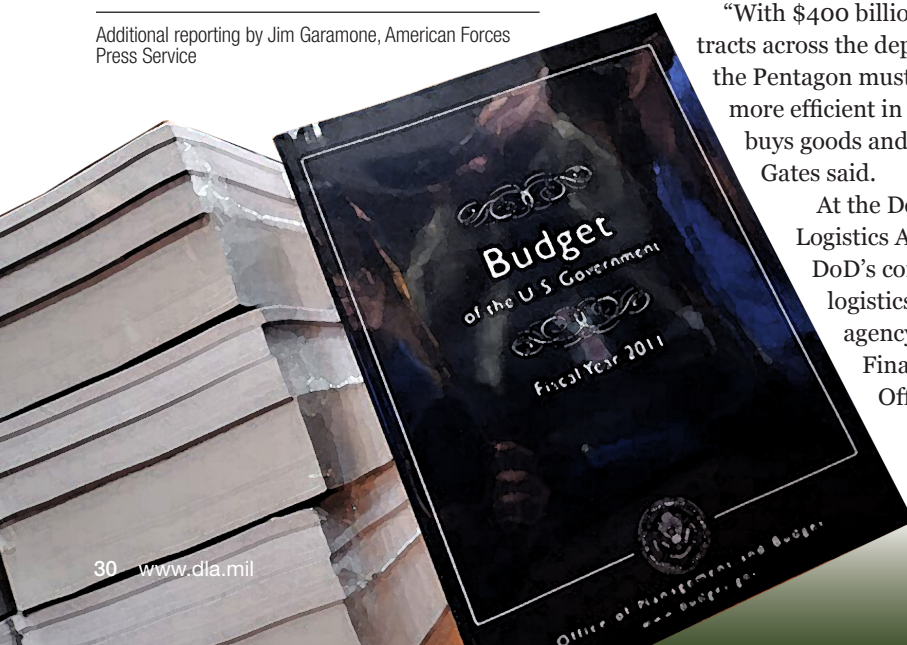 Additional reporting by Jim Garamone, American Forces
Press Service
“With $400 billio
tracts across the dep
the Pentagon must
more efficient in
buys goods and
Gates said.
At the De
Logistics A
DoD’s co
logistics
agency
Fina
Off
Budget
of the U S Government
Fiscal Year 2011
Office of Management and Budget
30 www.dla.mil